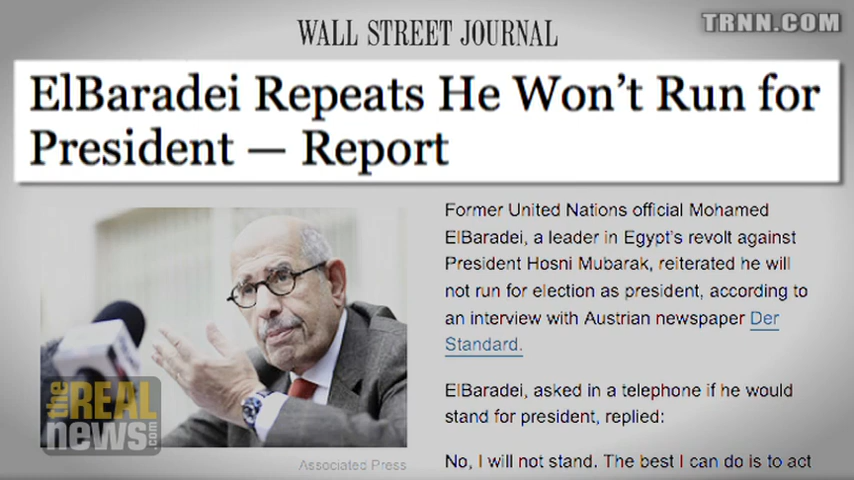 WALL STREET JOURNAL
TRNN.COM
ElBaradei Repeats He Won’t Run for
President — Report
Former United Nations official Mohamed
ElBaradei, a leader in Egypt's revolt against
President Hosni Mubarak, reiterated he will
not run for election as president, according to
an interview with Austrian newspaper Der
Standard.
ElBaradei, asked in a telephone if he would
stand for president, replied:
No, I will not stand. The best I can do is to act
the REAL
news.com
Associated Press